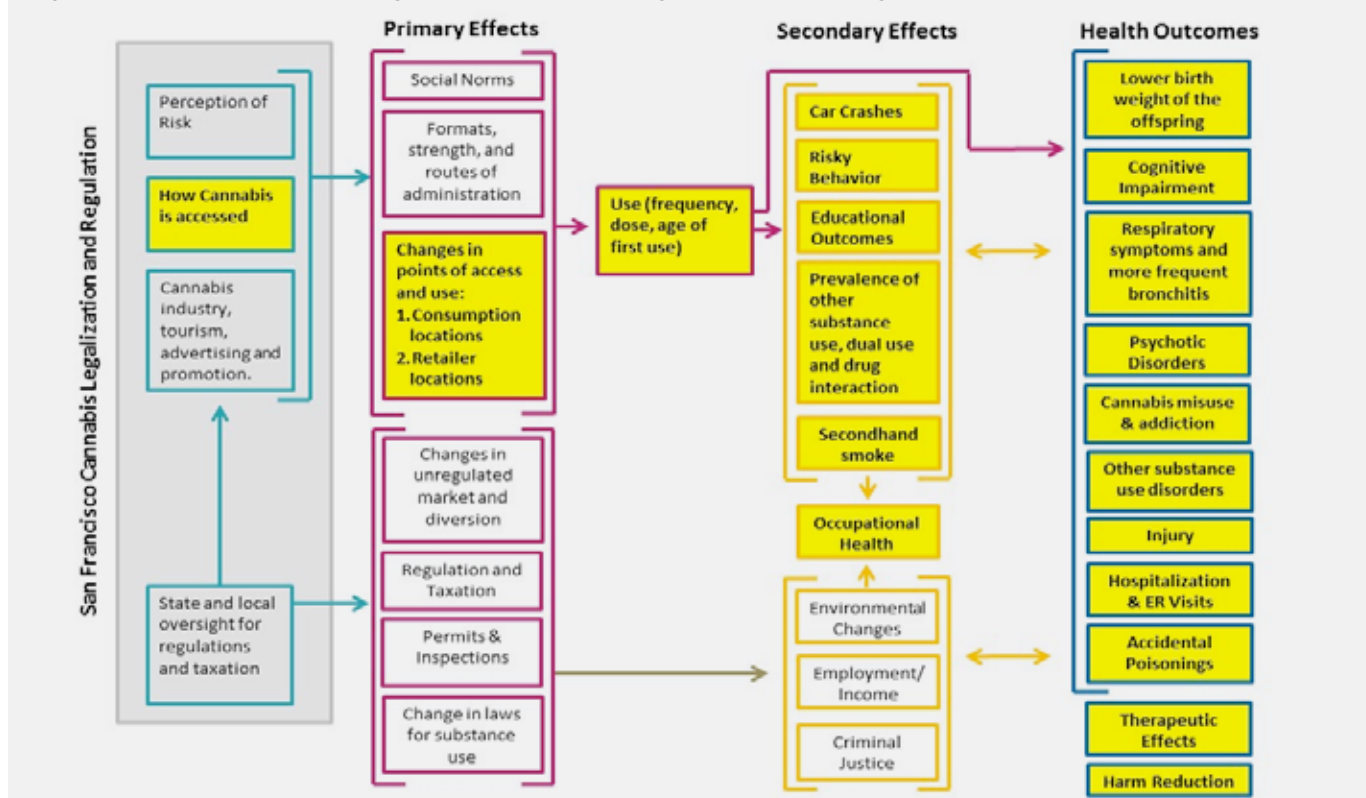 Primary Effects
Secondary Effects
Health Outcomes
San Francisco Cannabis Legalization and Regulation
Perception of
Risk
How Cannabis
is accessed
Cannabis
industry,
tourism,
advertising and
promotion.
State and local
oversight for
regulations
and taxation
Social Norms
Formats,
strength, and
routes of
administration
Changes in
points of access
and use:
1. Consumption
locations
2. Retailer
locations
Changes in
unregulated
market and
diversion
Regulation and
Taxation
Permits &
Inspections
Change in laws
for substance
use
Use (frequency,
dose, age of
first use)
Car Crashes
Risky
Behavior
Educational
Outcomes
Prevalence of
other
substance
use, dual use
and drug
interaction
Secondhand
smoke
Occupational
Health
Environmental
Changes
Employment/
Income
Criminal
Justice
Lower birth
weight of the
offspring
Cognitive
Impairment
Respiratory
symptoms and
more frequent
bronchitis
Psychotic
Disorders
Cannabis misuse
& addiction
Other substance
use disorders
Injury
Hospitalization
& ER Visits
Accidental
Poisonings
Therapeutic
Effects
Harm Reduction